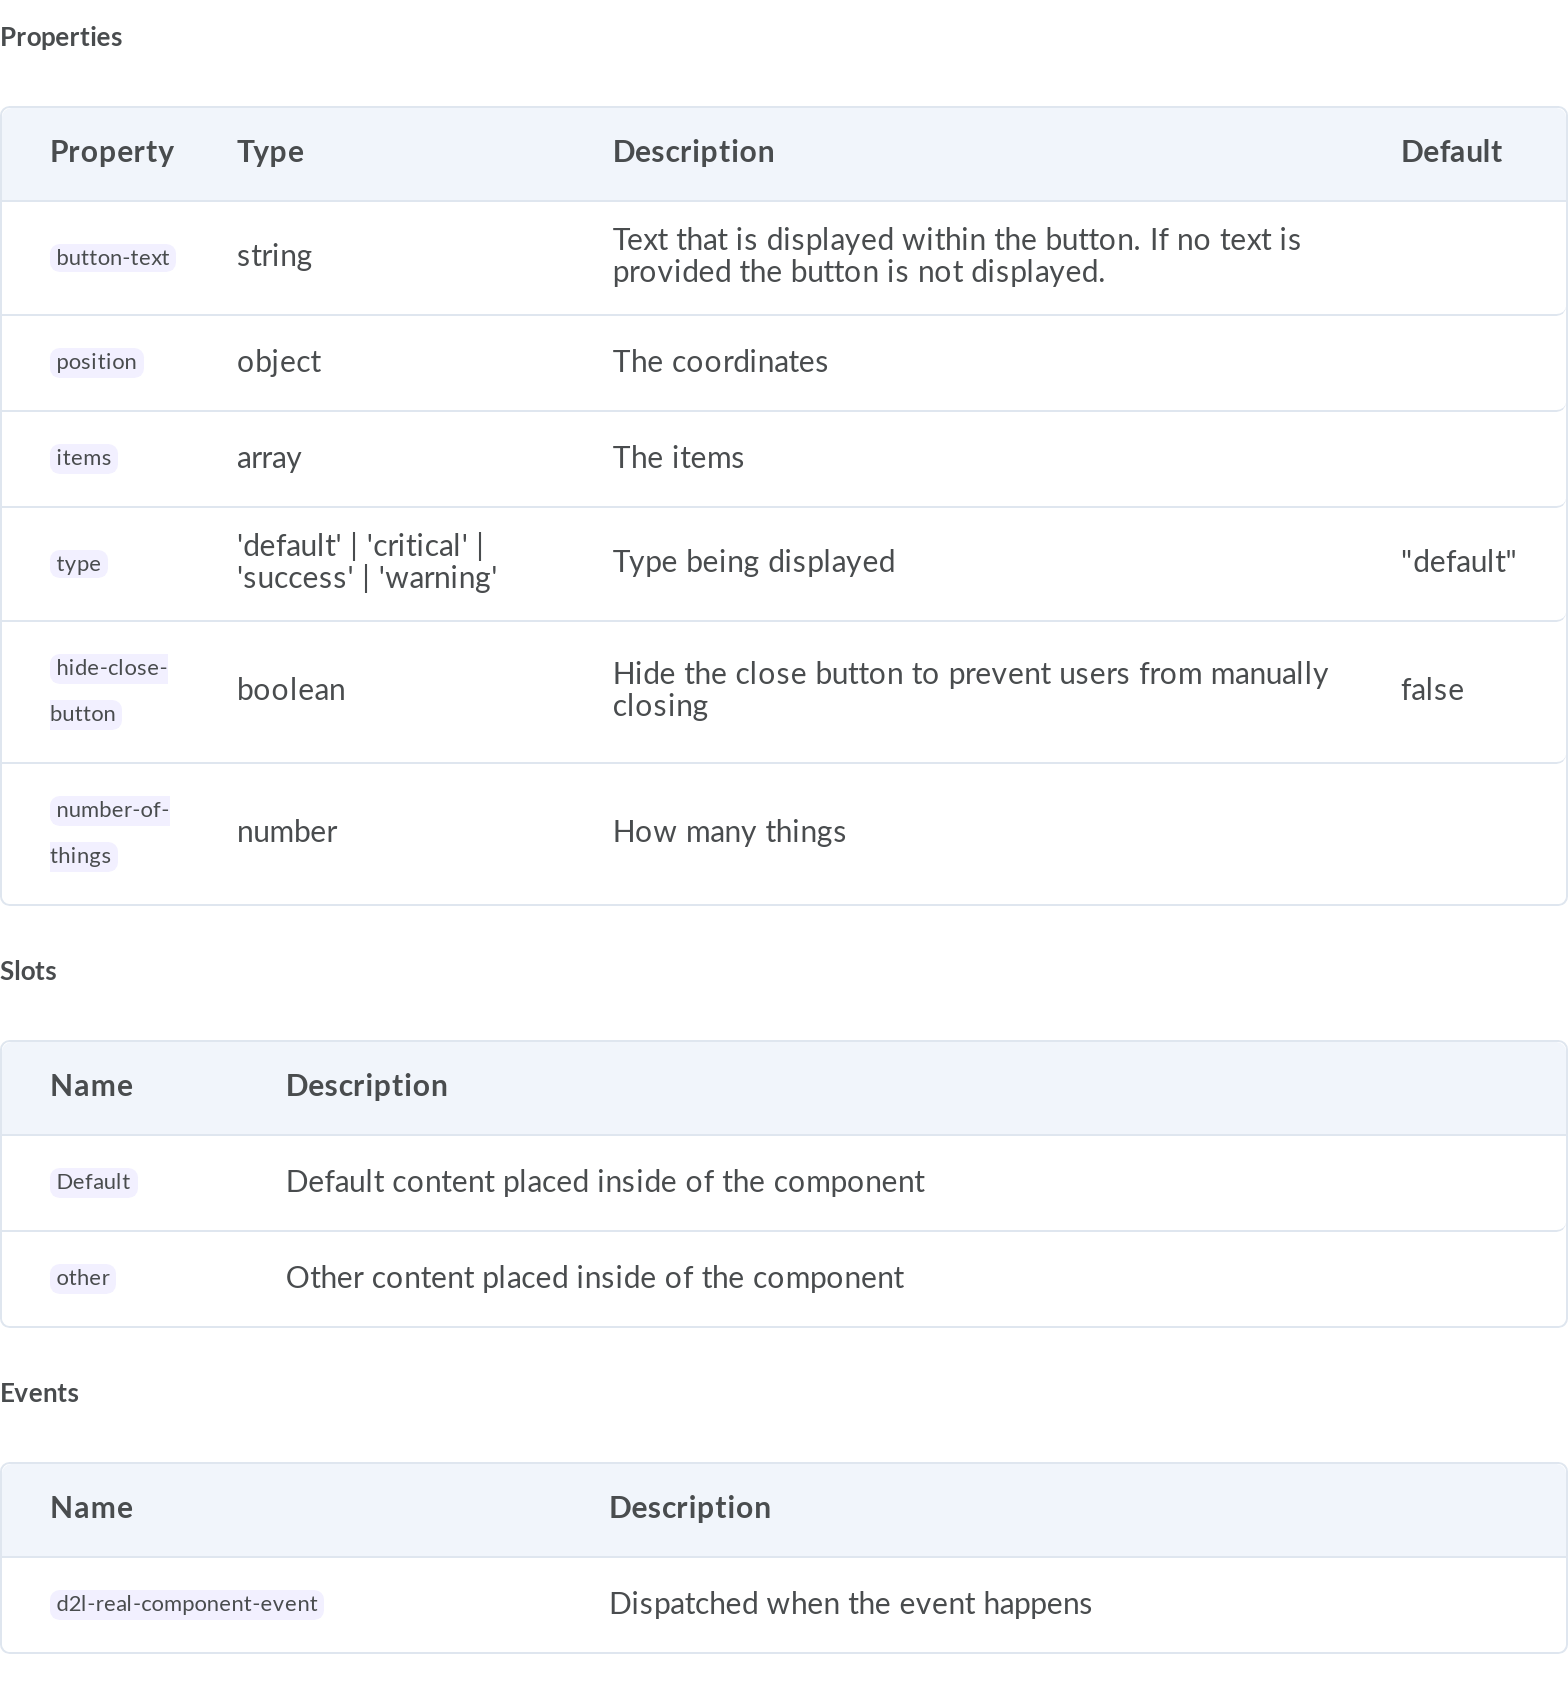 Properties
Property Type Description Default
button-text string Text that is displayed within the button. If no text is
provided the button is not displayed.
position object The coordinates
items array The items
type 'default' | 'critical' |
'success' | 'warning' Type being displayed "default"
hide-close-
button boolean Hide the close button to prevent users from manually
closing false
number-of-
things number How many things
Slots
Name Description
Default Default content placed inside of the component
other Other content placed inside of the component
Events
Name Description
d2l-real-component-event Dispatched when the event happens